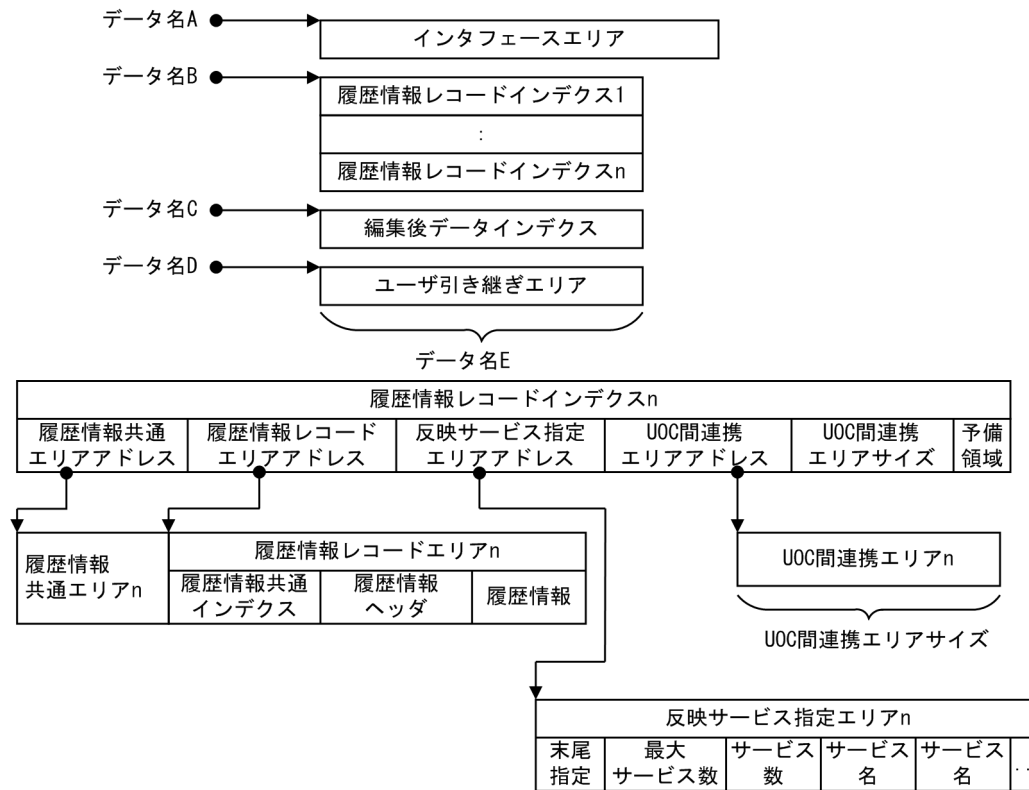 データ名A
インタフェースエリア
データ名B
履歴情報レコードインデクス1
:
履歴情報レコードインデクスn
データ名C
編集後データインデクス
データ名D
ユーザ引き継ぎエリア
データ名E
履歴情報レコードインデクスn
履歴情報共通
エリアアドレス
履歴情報レコード
エリアアドレス
反映サービス指定
エリアアドレス
UOC間連携
エリアアドレス
UOC間連携
エリアサイズ
予備
領域
履歴情報
共通エリアn
履歴情報レコードエリアn
履歴情報共通
インデクス
履歴情報
ヘッダ
履歴情報
UOC間連携エリアn
UOC間連携エリアサイズ
反映サービス指定エリアn
末尾
指定
最大
サービス数
サービス
数
サービス
名
サービス
名
..